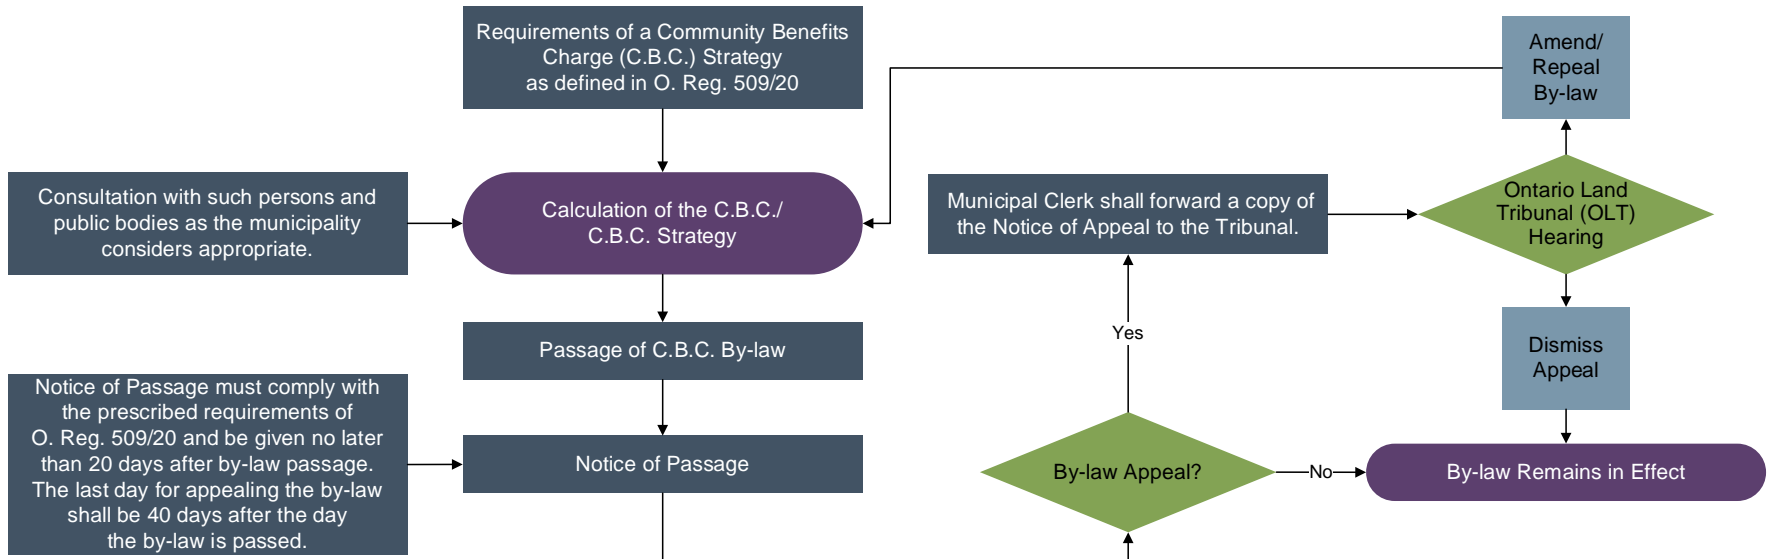 Requirements of a Community Benefits
Charge (C.B.C.) Strategy
as defined in O. Reg. 509/20
Consultation with such persons and
public bodies as the municipality
considers appropriate.
Calculation of the C.B.C./
C.B.C. Strategy
Passage of C.B.C. By-law
Notice of Passage must comply with
the prescribed requirements of
O. Reg. 509/20 and be given no later
than 20 days after by-law passage.
The last day for appealing the by-law
shall be 40 days after the day
the by-law is passed.
Notice of Passage
By-law Appeal?
Yes
No
Municipal Clerk shall forward a copy of
the Notice of Appeal to the Tribunal.
Ontario Land
Tribunal (OLT)
Hearing
Amend/
Repeal
By-law
Dismiss
Appeal
By-law Remains in Effect